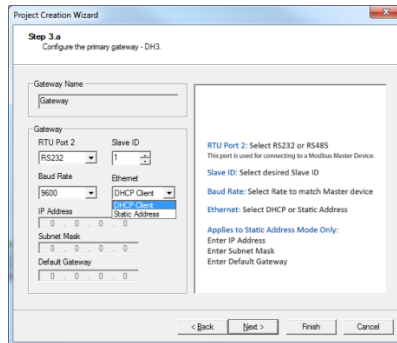 Project Creation Wizard
Step 3.a
Configure the primary gateway - DH3.
Gateway Name
Gateway
Gateway
RTU Port 2
Slave ID
RS232
1
Baud Rate
Ethernet
9600
DHCP Client
DHCP Client
Static Address
IP Address
0 . 0 . 0 . 0
Subnet Mask
0 . 0 . 0 . 0
Default Gateway
0 . 0 . 0 . 0
RTU Port 2: Select RS232 or RS485
This port is used for connecting to a Modbus Master Device.
Slave ID: Select desired Slave ID
Baud Rate: Select Rate to match Master device
Ethernet: Select DHCP or Static Address
Applies to Static Address Mode Only:
Enter IP Address
Enter Subnet Mask
Enter Default Gateway
< Back
Next >
Finish
Cancel